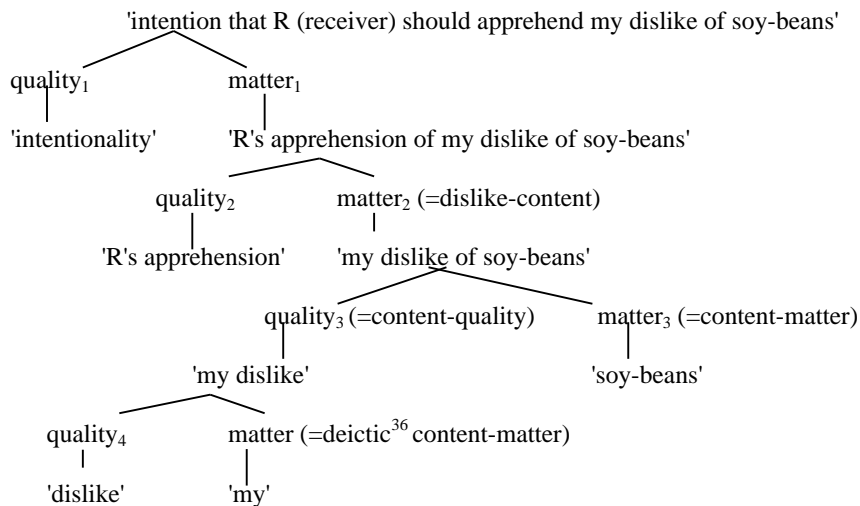 'intention that R (receiver) should apprehend my dislike of soy-beans'
quality₁ matter₁
'intentionality' 'R's apprehension of my dislike of soy-beans'
quality₂ matter₂ (=dislike-content)
'R's apprehension' 'my dislike of soy-beans'
quality₃ (=content-quality) matter₃ (=content-matter)
'my dislike' 'soy-beans'
quality₄ matter (=deictic³⁶ content-matter)
'dislike' 'my'